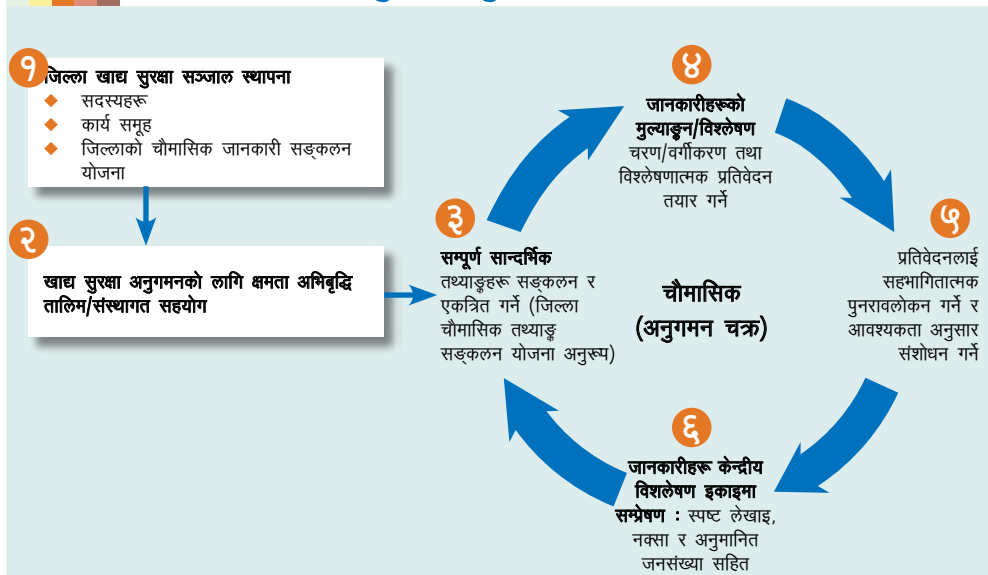 १
जिल्ला खाद्य सुरक्षा सञ्जाल स्थापना
सदस्यहरू
कार्य समूह
जिल्लाको चौमासिक जानकारी सङ्कलन
योजना
२
खाद्य सुरक्षा अनुगमनको लागि क्षमता अभिबृद्धि
तालिम/संस्थागत सहयोग
३
सम्पूर्ण सान्दर्भिक
तथ्याङ्कहरू सङ्कलन र
एकत्रित गर्ने (जिल्ला
चौमासिक तथ्याङ्क
सङ्कलन योजना अनुरूप)
४
जानकारीहरूको
मुल्याङ्कन/विश्लेषण
चरण/वर्गीकरण तथा
विश्लेषणात्मक प्रतिवेदन
तयार गर्ने
५
प्रतिवेदनलाई
सहभागितात्मक
पुनरावलोकन गर्ने र
आवश्यकता अनुसार
संशोधन गर्ने
चौमासिक
(अनुगमन चक्र)
६
जानकारीहरू केन्द्रीय
विशलेषण इकाइमा
सम्प्रेषण : स्पष्ट लेखाइ,
नक्सा र अनुमानित
जनसंख्या सहित